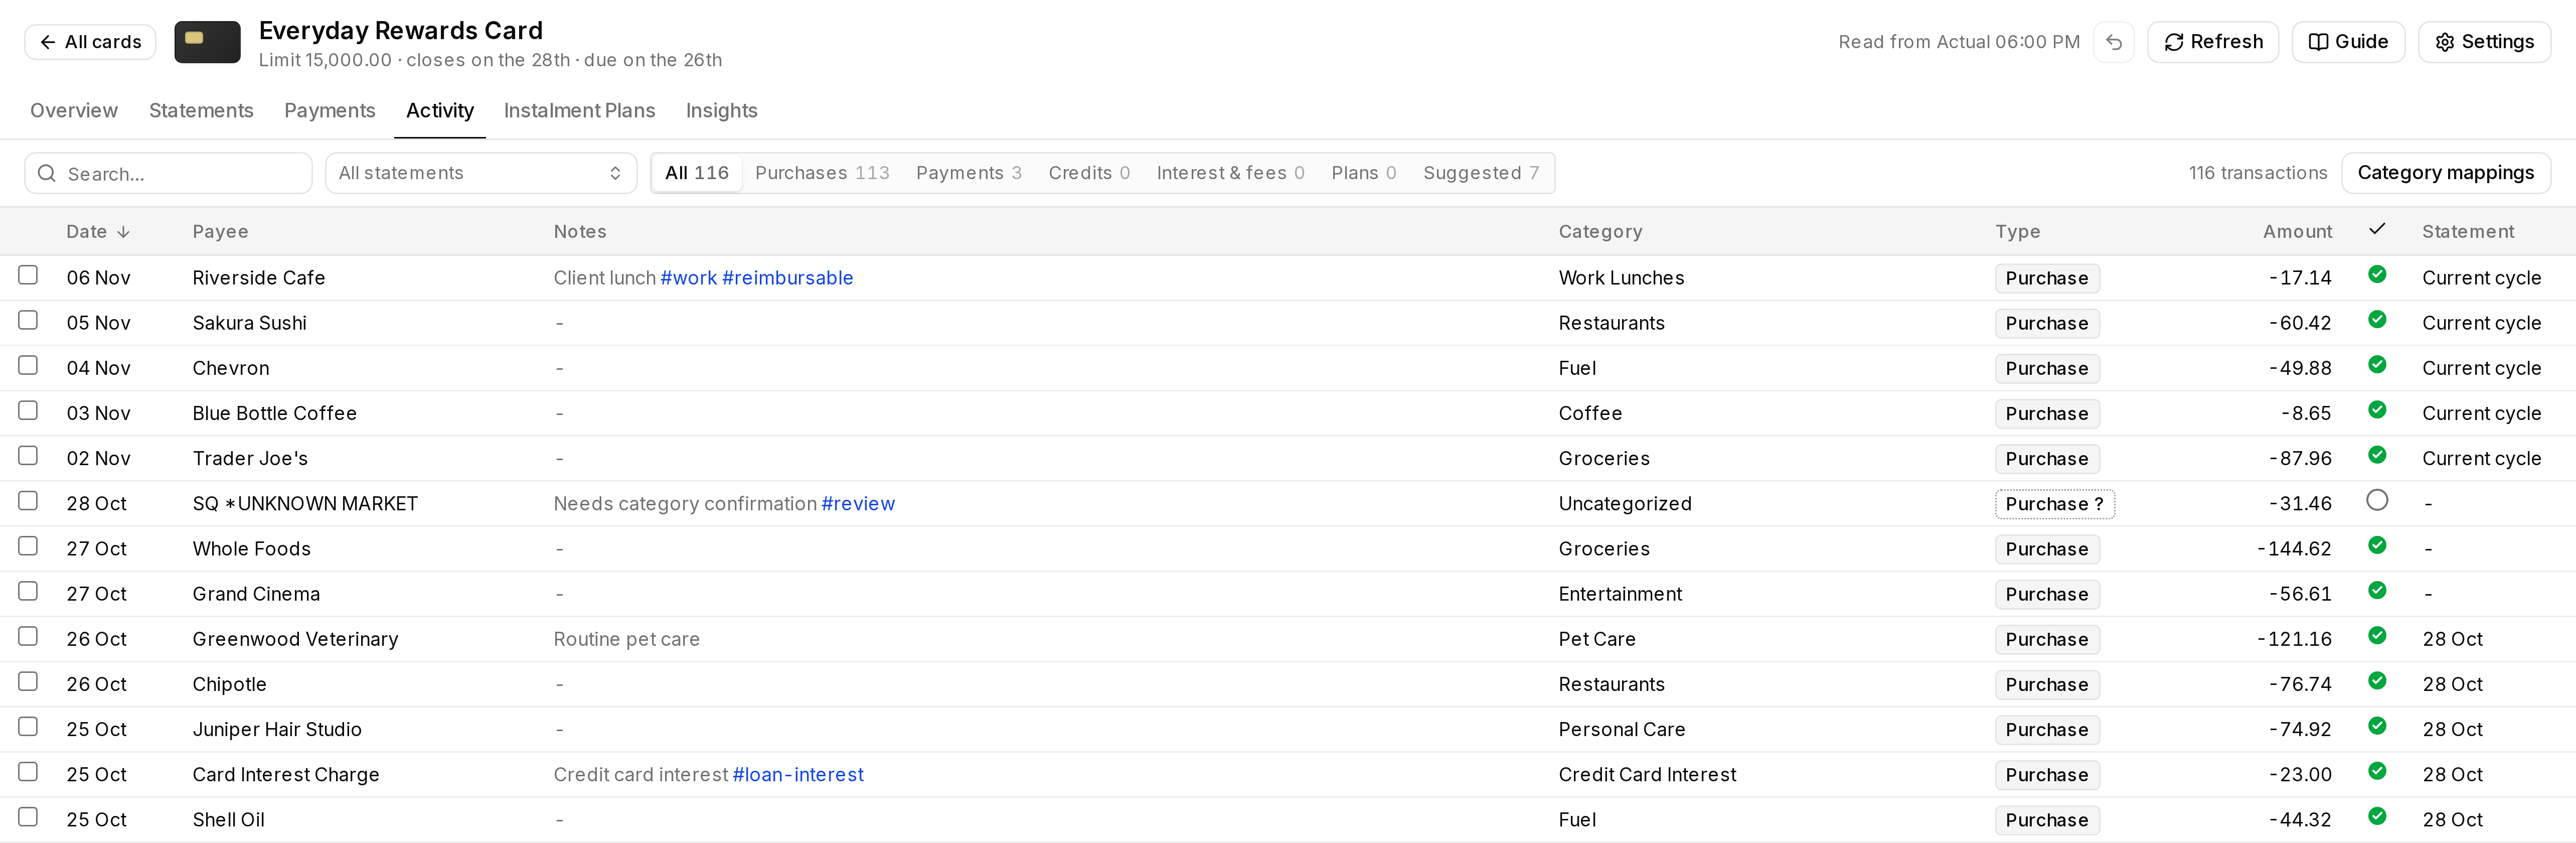 All cards
Everyday Rewards Card
Limit 15,000.00 · closes on the 28th · due on the 26th
Read from Actual 06:00 PM
Refresh
Guide
Settings
Overview Statements Payments Activity Instalment Plans Insights
Search...
All statements
All 116 Purchases 113 Payments 3 Credits 0 Interest & fees 0 Plans 0 Suggested 7
116 transactions
Category mappings
Date Payee Notes Category Type Amount Statement
06 Nov Riverside Cafe Client lunch #work #reimbursable Work Lunches Purchase -17.14 Current cycle
05 Nov Sakura Sushi - Restaurants Purchase -60.42 Current cycle
04 Nov Chevron - Fuel Purchase -49.88 Current cycle
03 Nov Blue Bottle Coffee - Coffee Purchase -8.65 Current cycle
02 Nov Trader Joe's - Groceries Purchase -87.96 Current cycle
28 Oct SQ *UNKNOWN MARKET Needs category confirmation #review Uncategorized Purchase ? -31.46 -
27 Oct Whole Foods - Groceries Purchase -144.62 -
27 Oct Grand Cinema - Entertainment Purchase -56.61 -
26 Oct Greenwood Veterinary Routine pet care Pet Care Purchase -121.16 28 Oct
26 Oct Chipotle - Restaurants Purchase -76.74 28 Oct
25 Oct Juniper Hair Studio - Personal Care Purchase -74.92 28 Oct
25 Oct Card Interest Charge Credit card interest #loan-interest Credit Card Interest Purchase -23.00 28 Oct
25 Oct Shell Oil - Fuel Purchase -44.32 28 Oct